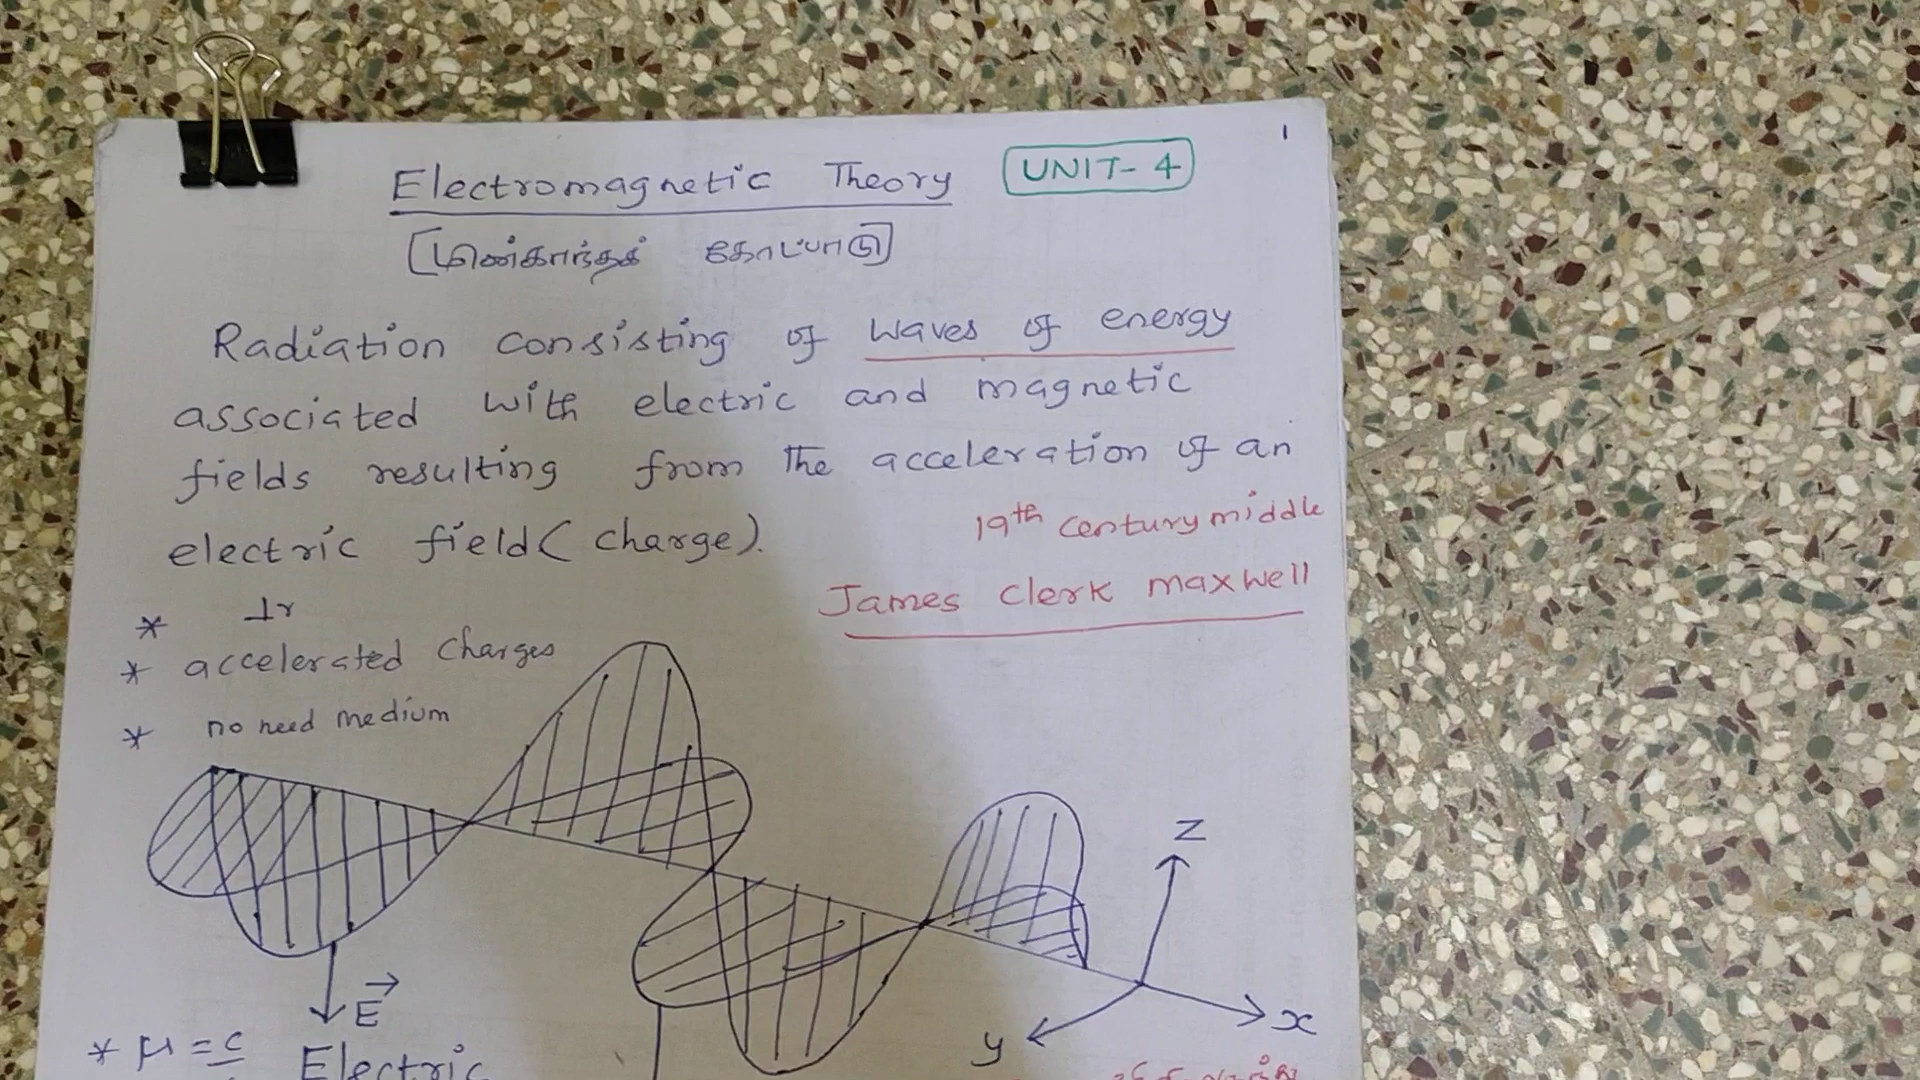 1
Electromagnetic Theory UNIT-4
[மின்காந்தக் கோட்பாடு]
Radiation consisting of waves of energy
associated with electric and magnetic
fields resulting from the acceleration of an
electric field (charge).
19th century middle
James Clerk maxwell
* ⊥r
* accelerated charges
* no need medium
Z
x
y
E⃗
* μ = c
Electric